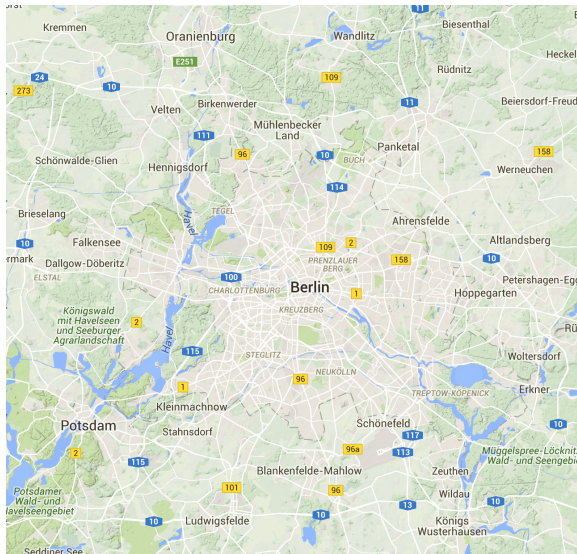 Kremmen
Oranienburg
Wandlitz
11
Biesenthal
E251
24
10
109
Rüdnitz
273
11
Velten
Birkenwerder
Beiersdorf-Freud
111
Mühlenbecker
Land
96
10
Panketal
158
Schönwalde-Glien
Hennigsdorf
BUCH
Werneuchen
114
Brieselang
TEGEL
Havel
Ahrensfelde
10
Falkensee
109
2
Altlandsberg
Dallgow-Döberitz
PRENZLAUER
BERG
158
10
ELSTAL
100
CHARLOTTENBURG
Berlin
1
Hoppegarten
Petershagen-Eg
Königswald
mit Havelseen
und Seeburger
Agrarlandschaft
2
KREUZBERG
Havel
115
STEGLITZ
Woltersdorf
1
96
NEUKÖLLN
TREPTOW-KÖPENICK
Erkner
Kleinmachnow
Potsdam
Stahnsdorf
Schönefeld
10
117
2
115
96a
113
Müggelspree-Löcknitz
Wald- und Seengebie
Blankenfelde-Mahlow
Zeuthen
Potsdamer
Wald- und
Havelseengebiet
101
96
Wildau
13
10
10
Ludwigsfelde
10
Königs
Wusterhausen
Seddiner See